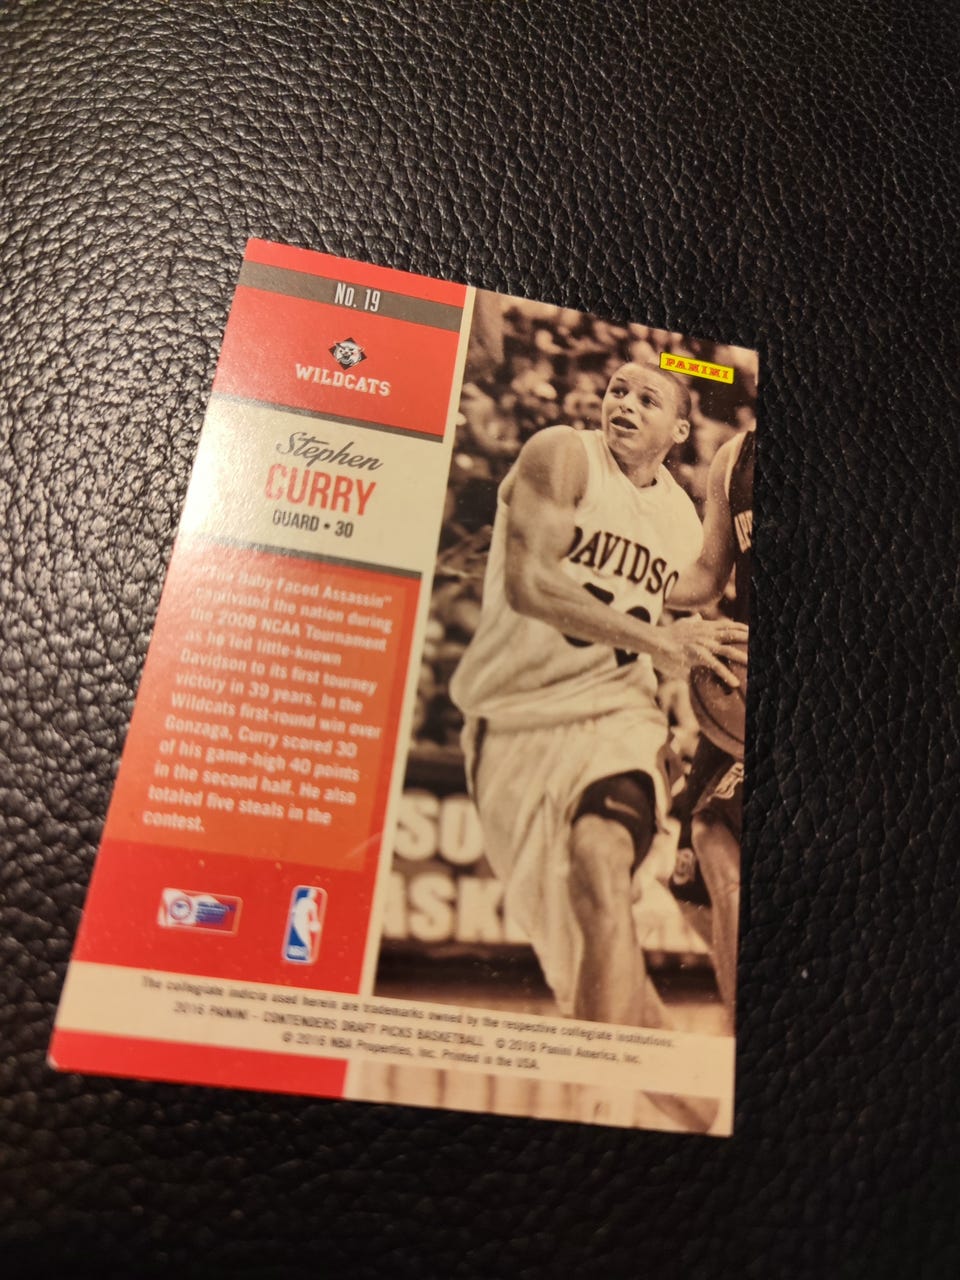 No. 19
WILDCATS
Stephen
CURRY
GUARD • 30
"The Baby Faced Assassin"
captivated the nation during
the 2008 NCAA Tournament
as he led little-known
Davidson to its first tourney
victory in 39 years. In the
Wildcats first-round win over
Gonzaga, Curry scored 30
of his game-high 40 points
in the second half. He also
totaled five steals in the
contest.
PANINI
DAVIDSO
NBA
The collegiate indicia used herein are trademarks owned by the respective collegiate institutions.
2016 PANINI – CONTENDERS DRAFT PICKS BASKETBALL © 2016 Panini America, Inc.
© 2016 NBA Properties, Inc. Printed in the USA.